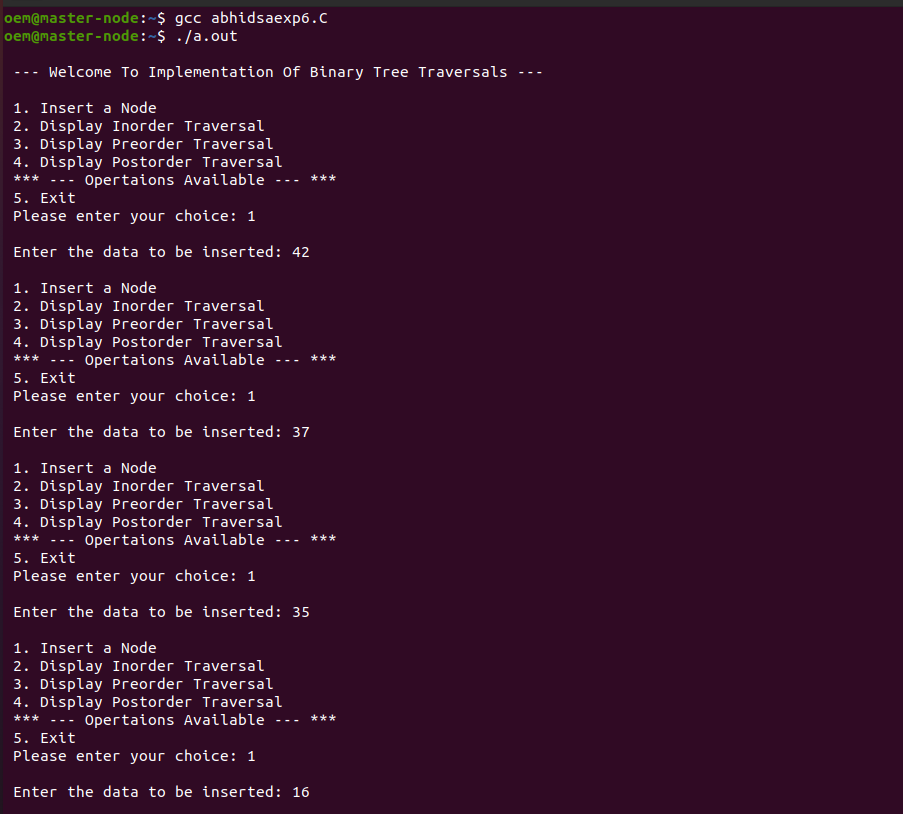 oem@master-node:~$ gcc abhidsaexp6.C
oem@master-node:~$ ./a.out
--- Welcome To Implementation Of Binary Tree Traversals ---
1. Insert a Node
2. Display Inorder Traversal
3. Display Preorder Traversal
4. Display Postorder Traversal
*** --- Opertaions Available --- ***
5. Exit
Please enter your choice: 1
Enter the data to be inserted: 42
1. Insert a Node
2. Display Inorder Traversal
3. Display Preorder Traversal
4. Display Postorder Traversal
*** --- Opertaions Available --- ***
5. Exit
Please enter your choice: 1
Enter the data to be inserted: 37
1. Insert a Node
2. Display Inorder Traversal
3. Display Preorder Traversal
4. Display Postorder Traversal
*** --- Opertaions Available --- ***
5. Exit
Please enter your choice: 1
Enter the data to be inserted: 35
1. Insert a Node
2. Display Inorder Traversal
3. Display Preorder Traversal
4. Display Postorder Traversal
*** --- Opertaions Available --- ***
5. Exit
Please enter your choice: 1
Enter the data to be inserted: 16